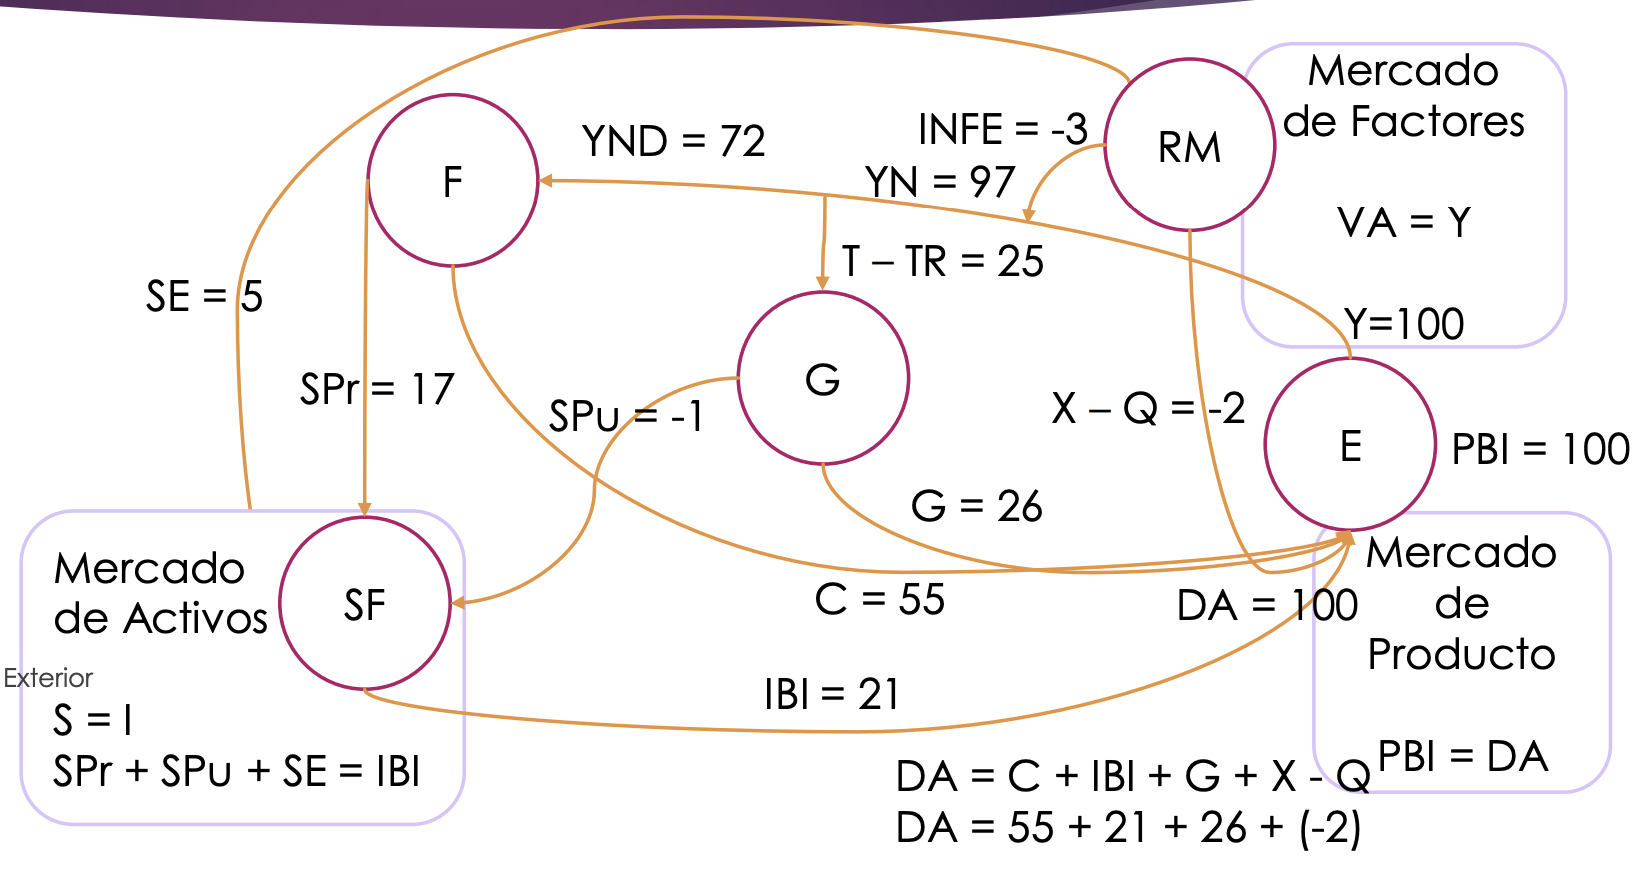 Mercado
de Factores
VA = Y
Y=100
RM
INFE = -3
YND = 72
YN = 97
F
T – TR = 25
SE = 5
G
SPr = 17
SPu = -1
X – Q = -2
E
PBI = 100
G = 26
Mercado
de
Producto
PBI = DA
DA = 100
C = 55
Mercado
de Activos
SF
Exterior
S = I
SPr + SPu + SE = IBI
IBI = 21
DA = C + IBI + G + X - Q
DA = 55 + 21 + 26 + (-2)